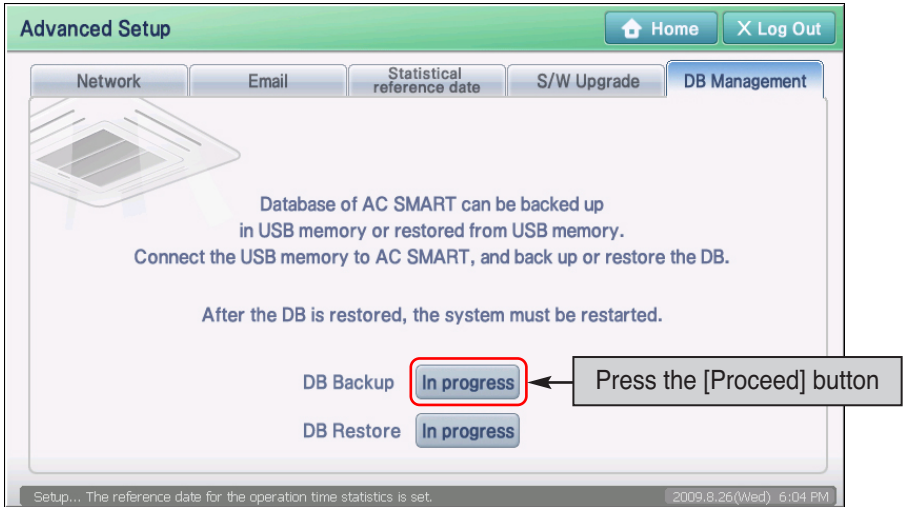 Advanced Setup
Home
X Log Out
Network
Email
Statistical
reference date
S/W Upgrade
DB Management
Database of AC SMART can be backed up
in USB memory or restored from USB memory.
Connect the USB memory to AC SMART, and back up or restore the DB.
After the DB is restored, the system must be restarted.
DB Backup In progress
Press the [Proceed] button
DB Restore In progress
Setup... The reference date for the operation time statistics is set.
2009.8.26(Wed) 6:04 PM